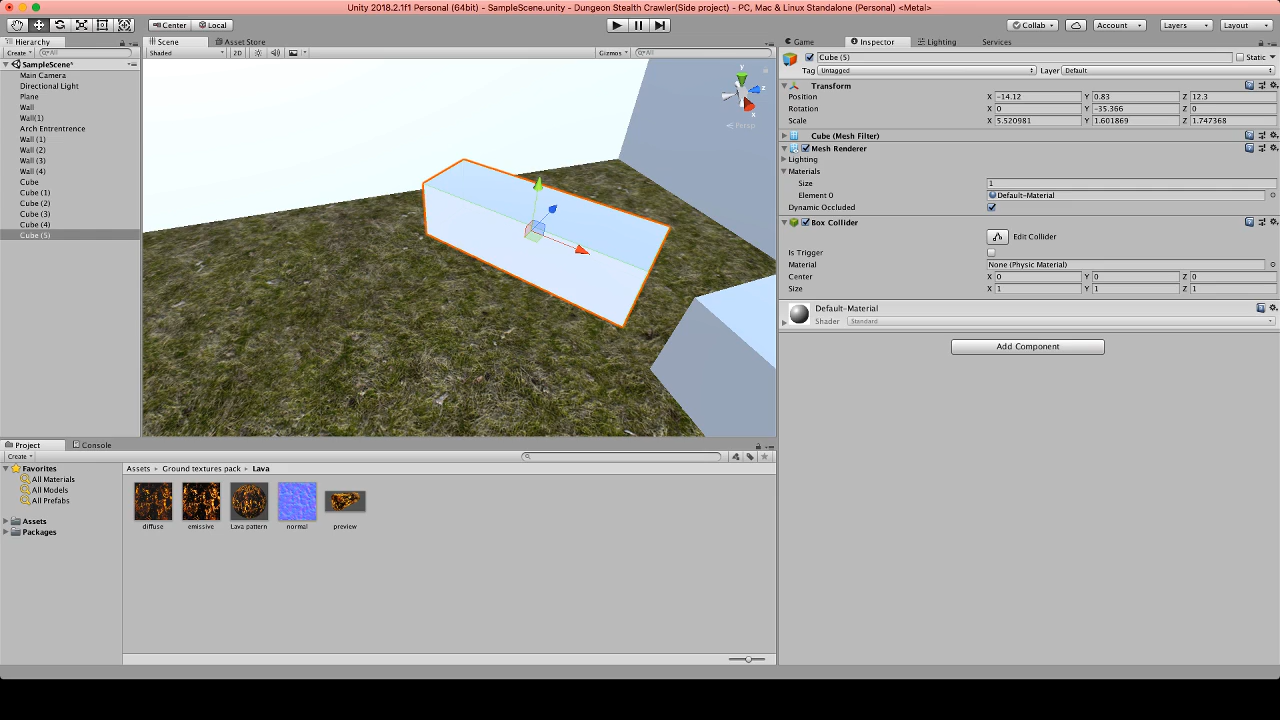 Unity 2018.2.1f1 Personal (64bit) - SampleScene.unity - Dungeon Stealth Crawler(Side project) - PC, Mac & Linux Standalone (Personal) <Metal>
Center Local Collab Account Layers Layout
Hierarchy Scene Asset Store Game Inspector Lighting Services
Create All Shaded 2D Gizmos All Cube (5) Static
SampleScene* Tag Untagged Layer Default
Main Camera
Directional Light
Plane
Wall
Wall(1)
Arch Entrentrence
Wall (1)
Wall (2)
Wall (3)
Wall (4)
Cube
Cube (1)
Cube (2)
Cube (3)
Cube (4)
Cube (5)
y
z
x
Persp
Transform
Position X -14.12 Y 0.83 Z 12.3
Rotation X 0 Y -35.366 Z 0
Scale X 5.520981 Y 1.601869 Z 1.747368
Cube (Mesh Filter)
Mesh Renderer
Lighting
Materials
Size 1
Element 0 Default-Material
Dynamic Occluded
Box Collider
Edit Collider
Is Trigger
Material None (Physic Material)
Center X 0 Y 0 Z 0
Size X 1 Y 1 Z 1
Default-Material
Shader Standard
Add Component
Project Console
Create
Favorites
All Materials
All Models
All Prefabs
Assets
Packages
Assets Ground textures pack Lava
diffuse emissive Lava pattern normal preview